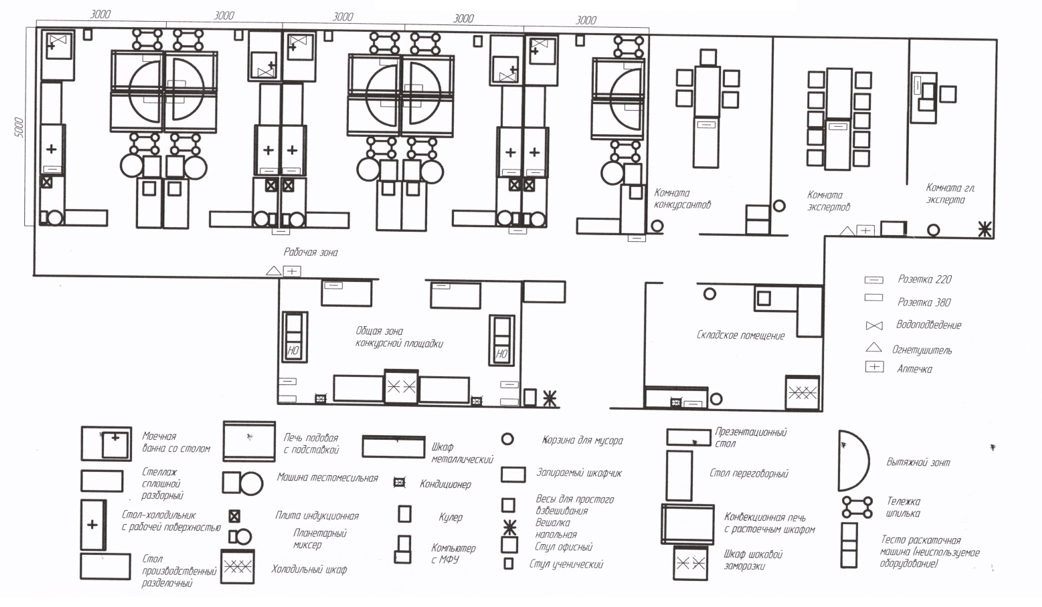 3000 3000 3000 3000 3000
5000
Комната
конкурсантов
Комната
экспертов
Комната гл.
эксперта
Рабочая зона
Общая зона
конкурсной площадки
НО
НО
Складское помещение
Розетка 220
Розетка 380
Водоподведение
Огнетушитель
Аптечка
Моечная
ванна со столом
Стеллаж
сплошной
разборный
Стол-холодильник
с рабочей поверхностью
Стол
производственный
разделочный
Печь подовая
с подставкой
Машина тестомесильная
Плита индукционная
Планетарный
миксер
Холодильный шкаф
Шкаф
металлический
Кондиционер
Кулер
Компьютер
с МФУ
Корзина для мусора
Запираемый шкафчик
Весы для простого
взвешивания
Вешалка
напольная
Стул офисный
Стул ученический
Презентационный
стол
Стол переговорный
Конвекционная печь
с растоечным шкафом
Шкаф шоковой
заморозки
Вытяжной зонт
Тележка
шпилька
Тесто раскаточная
машина (неиспользуемое
оборудование)